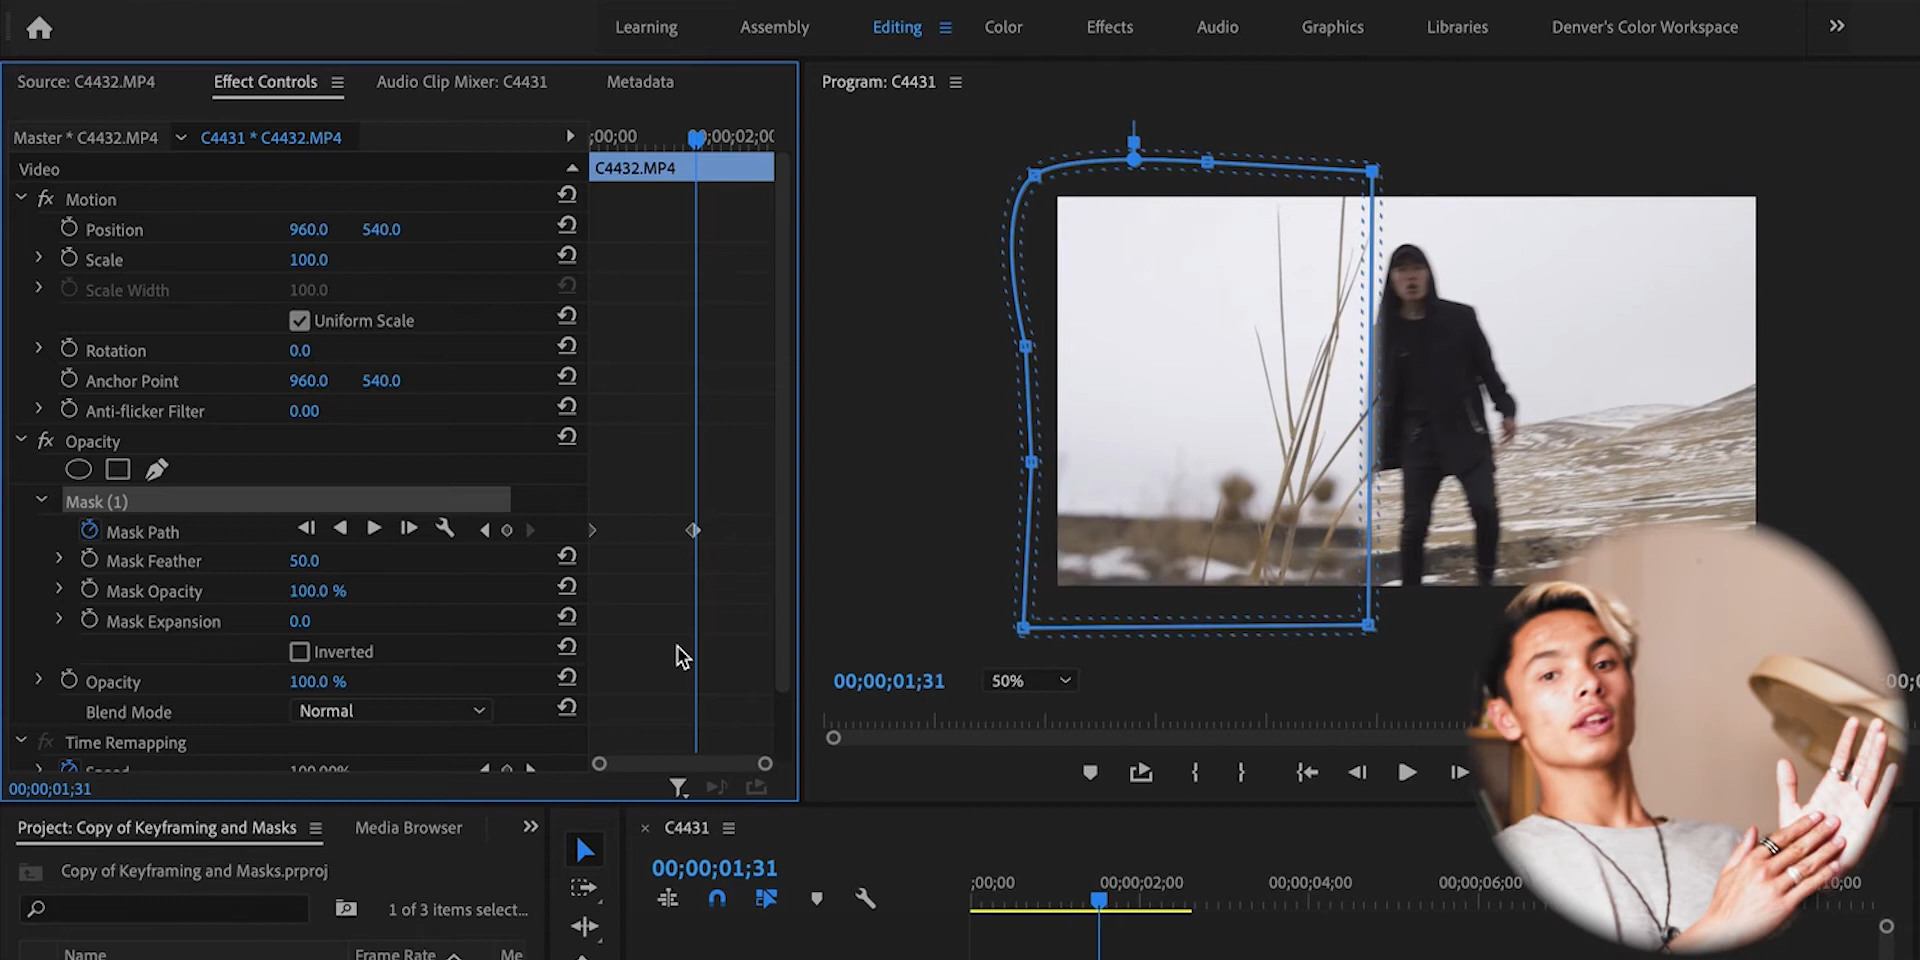 Learning Assembly Editing Color Effects Audio Graphics Libraries Denver's Color Workspace
Source: C4432.MP4 Effect Controls Audio Clip Mixer: C4431 Metadata
Program: C4431
Master * C4432.MP4 C4431 * C4432.MP4 ;00;00 00;00;02;00
Video C4432.MP4
fx Motion
Position 960.0 540.0
Scale 100.0
Scale Width 100.0
Uniform Scale
Rotation 0.0
Anchor Point 960.0 540.0
Anti-flicker Filter 0.00
fx Opacity
Mask (1)
Mask Path
Mask Feather 50.0
Mask Opacity 100.0 %
Mask Expansion 0.0
Inverted
Opacity 100.0 %
Blend Mode Normal
fx Time Remapping
Speed 100.00%
00;00;01;31
00;00;01;31 50%
Project: Copy of Keyframing and Masks Media Browser
Copy of Keyframing and Masks.prproj
1 of 3 items select...
Name Frame Rate Me
C4431
00;00;01;31
;00;00 00;00;02;00 00;00;04;00 00;00;06;00